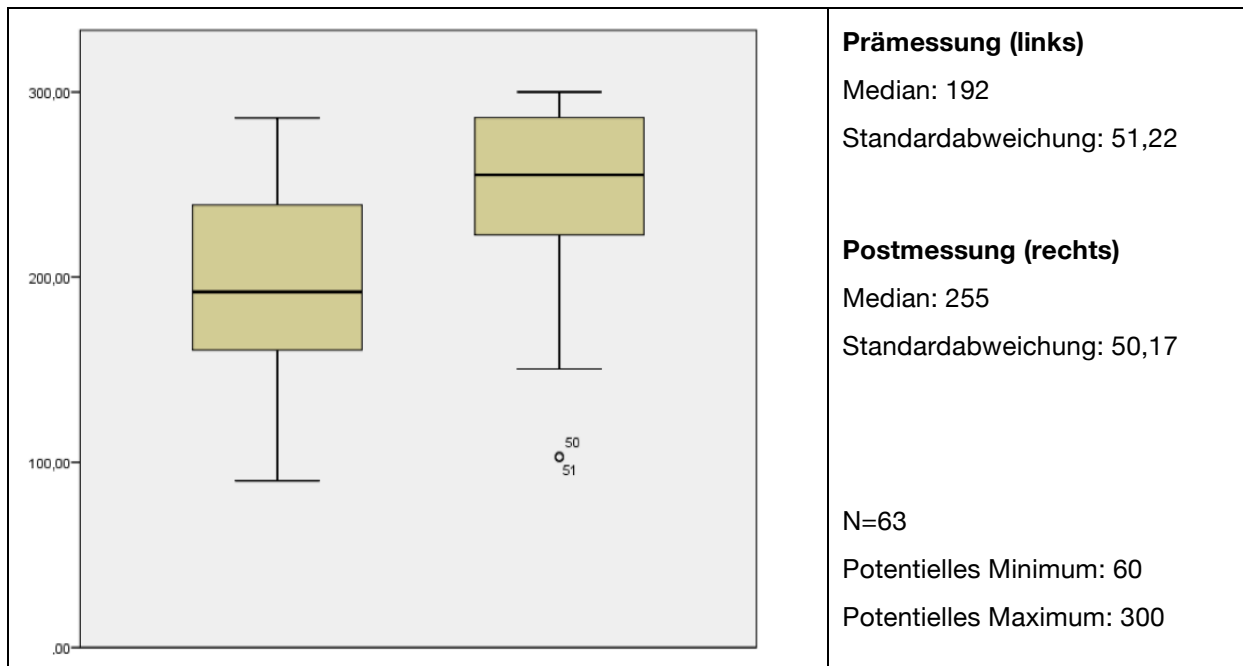 300,00
200,00
100,00
,00
50
51
Prämessung (links)
Median: 192
Standardabweichung: 51,22
Postmessung (rechts)
Median: 255
Standardabweichung: 50,17
N=63
Potentielles Minimum: 60
Potentielles Maximum: 300